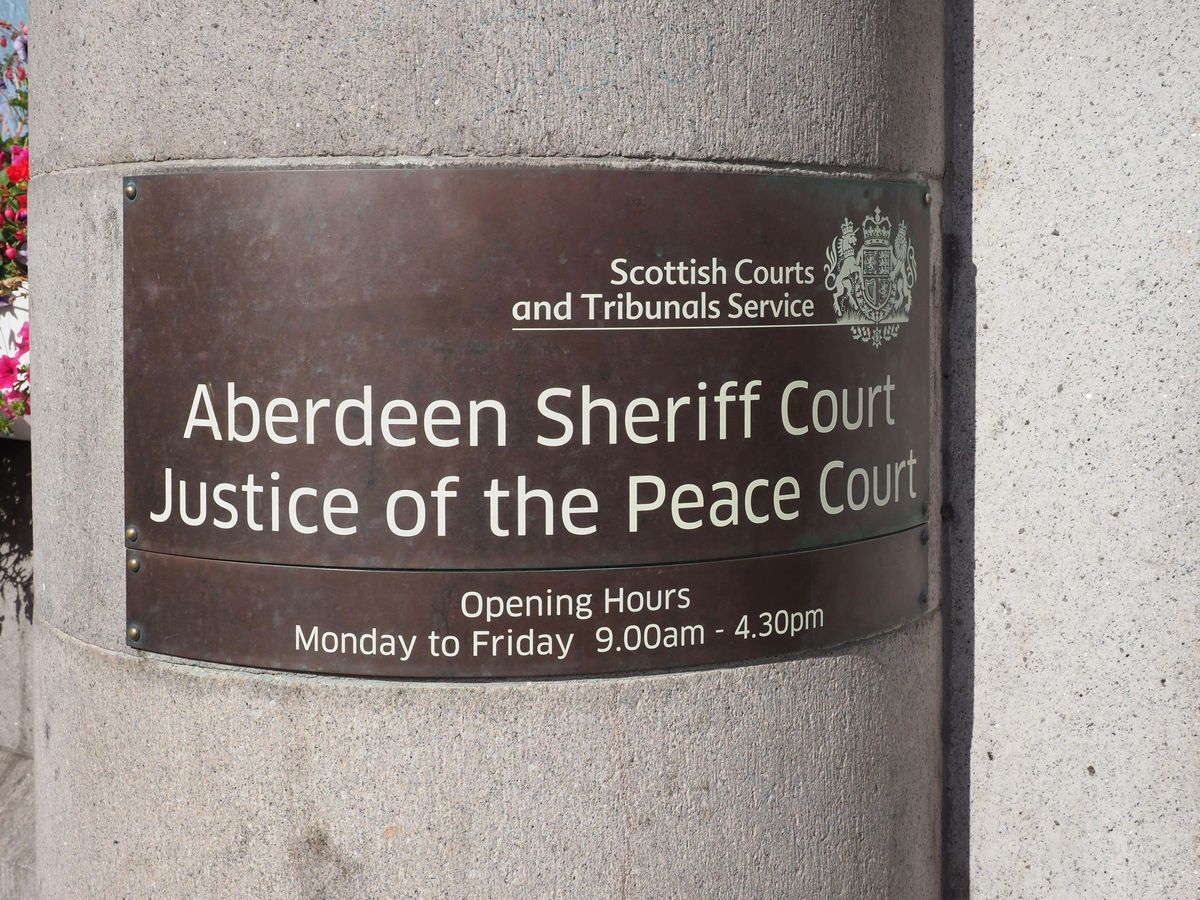 Scottish Courts
and Tribunals Service
Aberdeen Sheriff Court
Justice of the Peace Court
Opening Hours
Monday to Friday 9.00am - 4.30pm